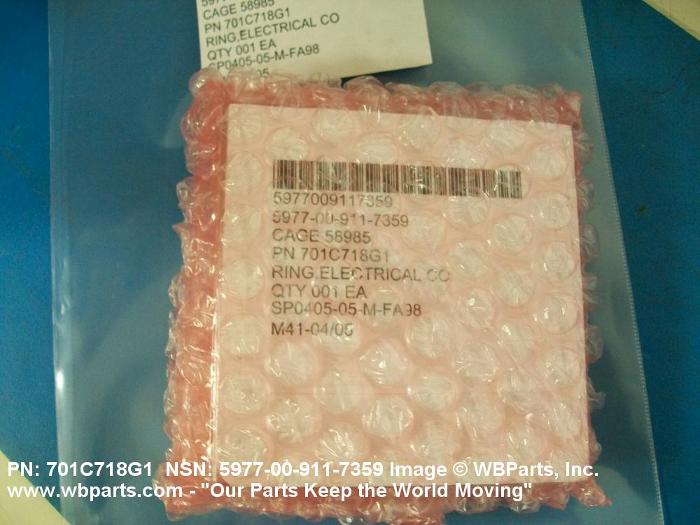 CAGE 58985
PN 701C718G1
RING,ELECTRICAL CO
QTY 001 EA
SP0405-05-M-FA98
5977009117359
5977-00-911-7359
CAGE 58985
PN 701C718G1
RING,ELECTRICAL CO
QTY 001 EA
SP0405-05-M-FA98
M41-04/05
PN: 701C718G1 NSN: 5977-00-911-7359 Image © WBParts, Inc.
www.wbparts.com - "Our Parts Keep the World Moving"